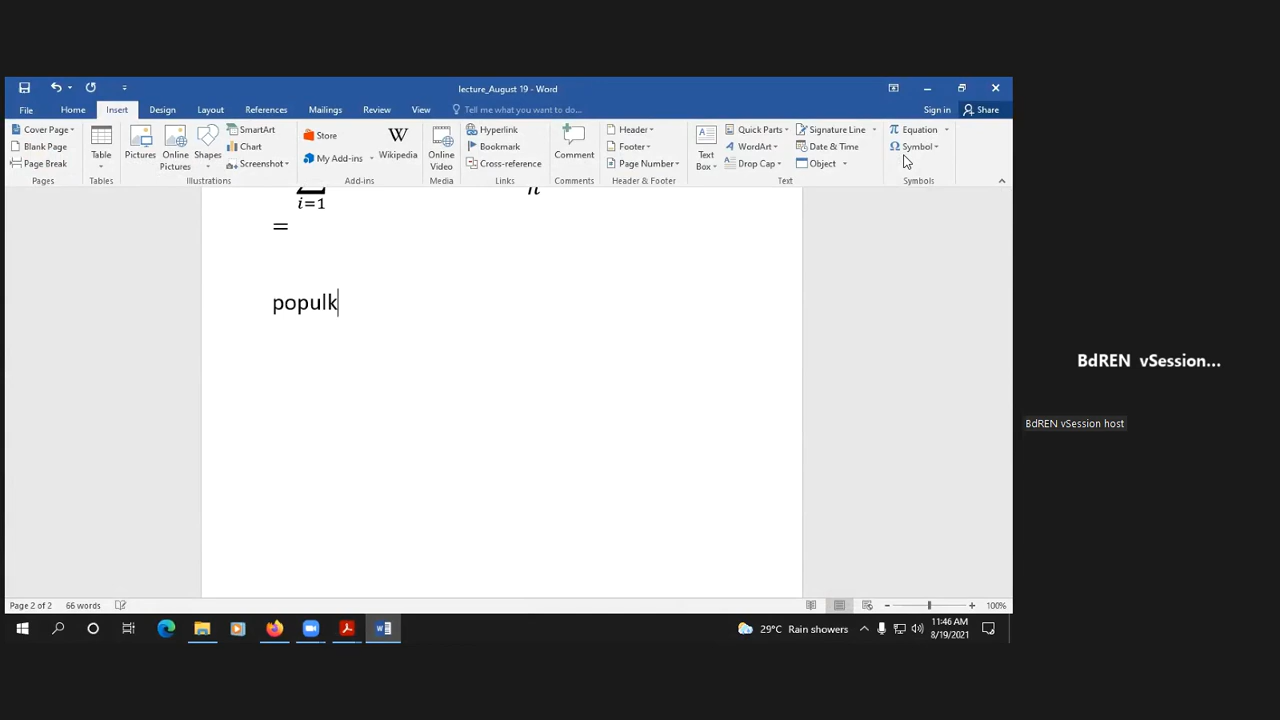 lecture_August 19 - Word
File Home Insert Design Layout References Mailings Review View Tell me what you want to do... Sign in Share
Cover Page
Blank Page
Page Break
Pages
Table
Tables
Pictures
Online Pictures
Shapes
SmartArt
Chart
Screenshot
Illustrations
Store
My Add-ins
W
Wikipedia
Add-ins
Online Video
Media
Hyperlink
Bookmark
Cross-reference
Links
Comment
Comments
Header
Footer
Page Number
#
Header & Footer
A
Text Box
Quick Parts
WordArt
Drop Cap
Signature Line
Date & Time
Object
Text
π Equation
Ω Symbol
Symbols
i=1
n
=
populk
BdREN vSession...
BdREN vSession host
Page 2 of 2 66 words
100%
29°C Rain showers
11:46 AM
8/19/2021